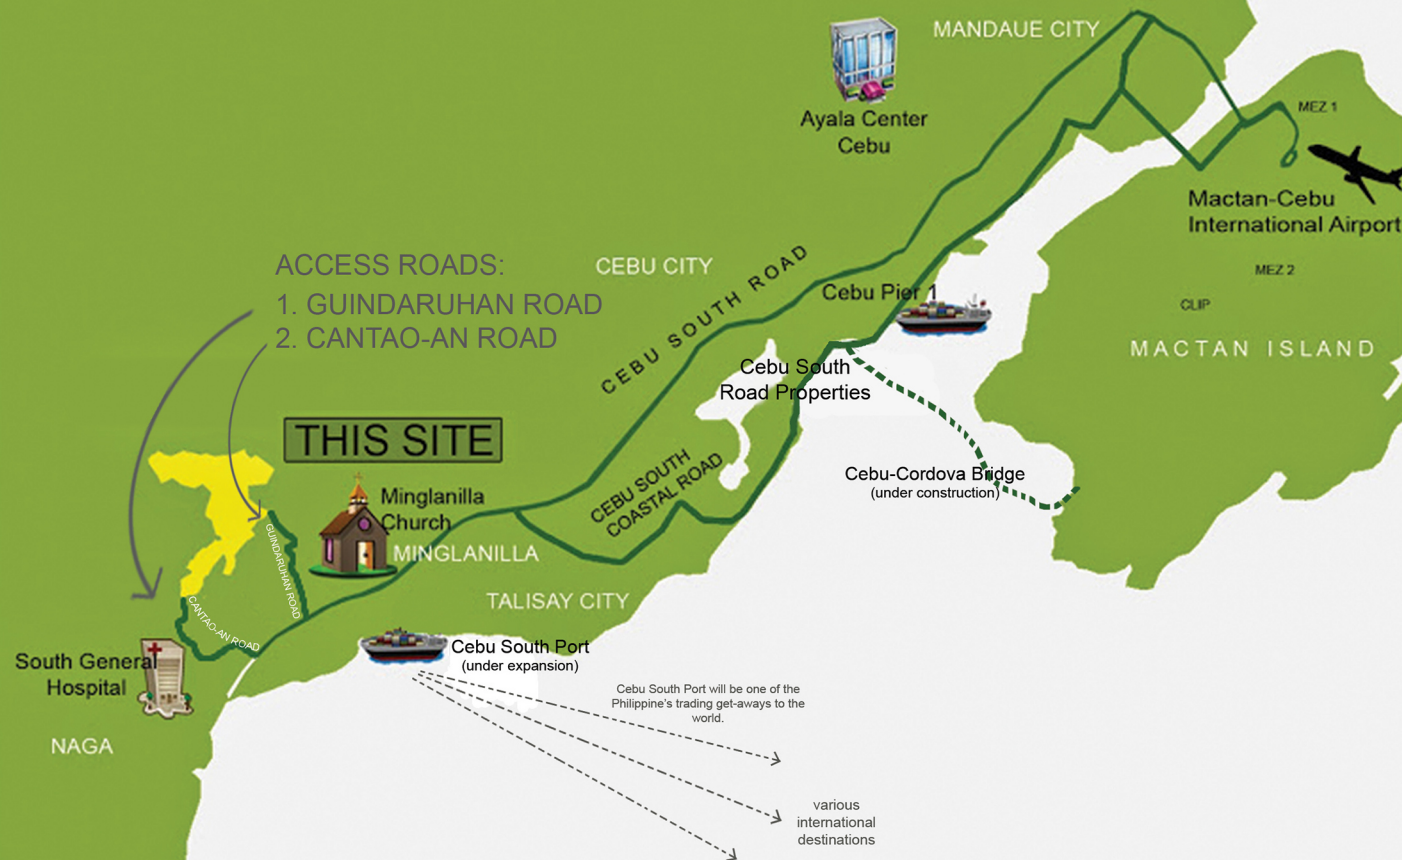 MANDAUE CITY
Ayala Center
Cebu
MEZ 1
Mactan-Cebu
International Airport
MEZ 2
CLIP
MACTAN ISLAND
ACCESS ROADS:
1. GUINDARUHAN ROAD
2. CANTAO-AN ROAD
CEBU CITY
CEBU SOUTH ROAD
Cebu Pier 1
Cebu South
Road Properties
THIS SITE
CEBU SOUTH
COASTAL ROAD
Cebu-Cordova Bridge
(under construction)
Minglanilla
Church
MINGLANILLA
GUINDARUHAN ROAD
CANTAO-AN ROAD
TALISAY CITY
South General
Hospital
Cebu South Port
(under expansion)
NAGA
Cebu South Port will be one of the
Philippine's trading get-aways to the
world.
various
international
destinations